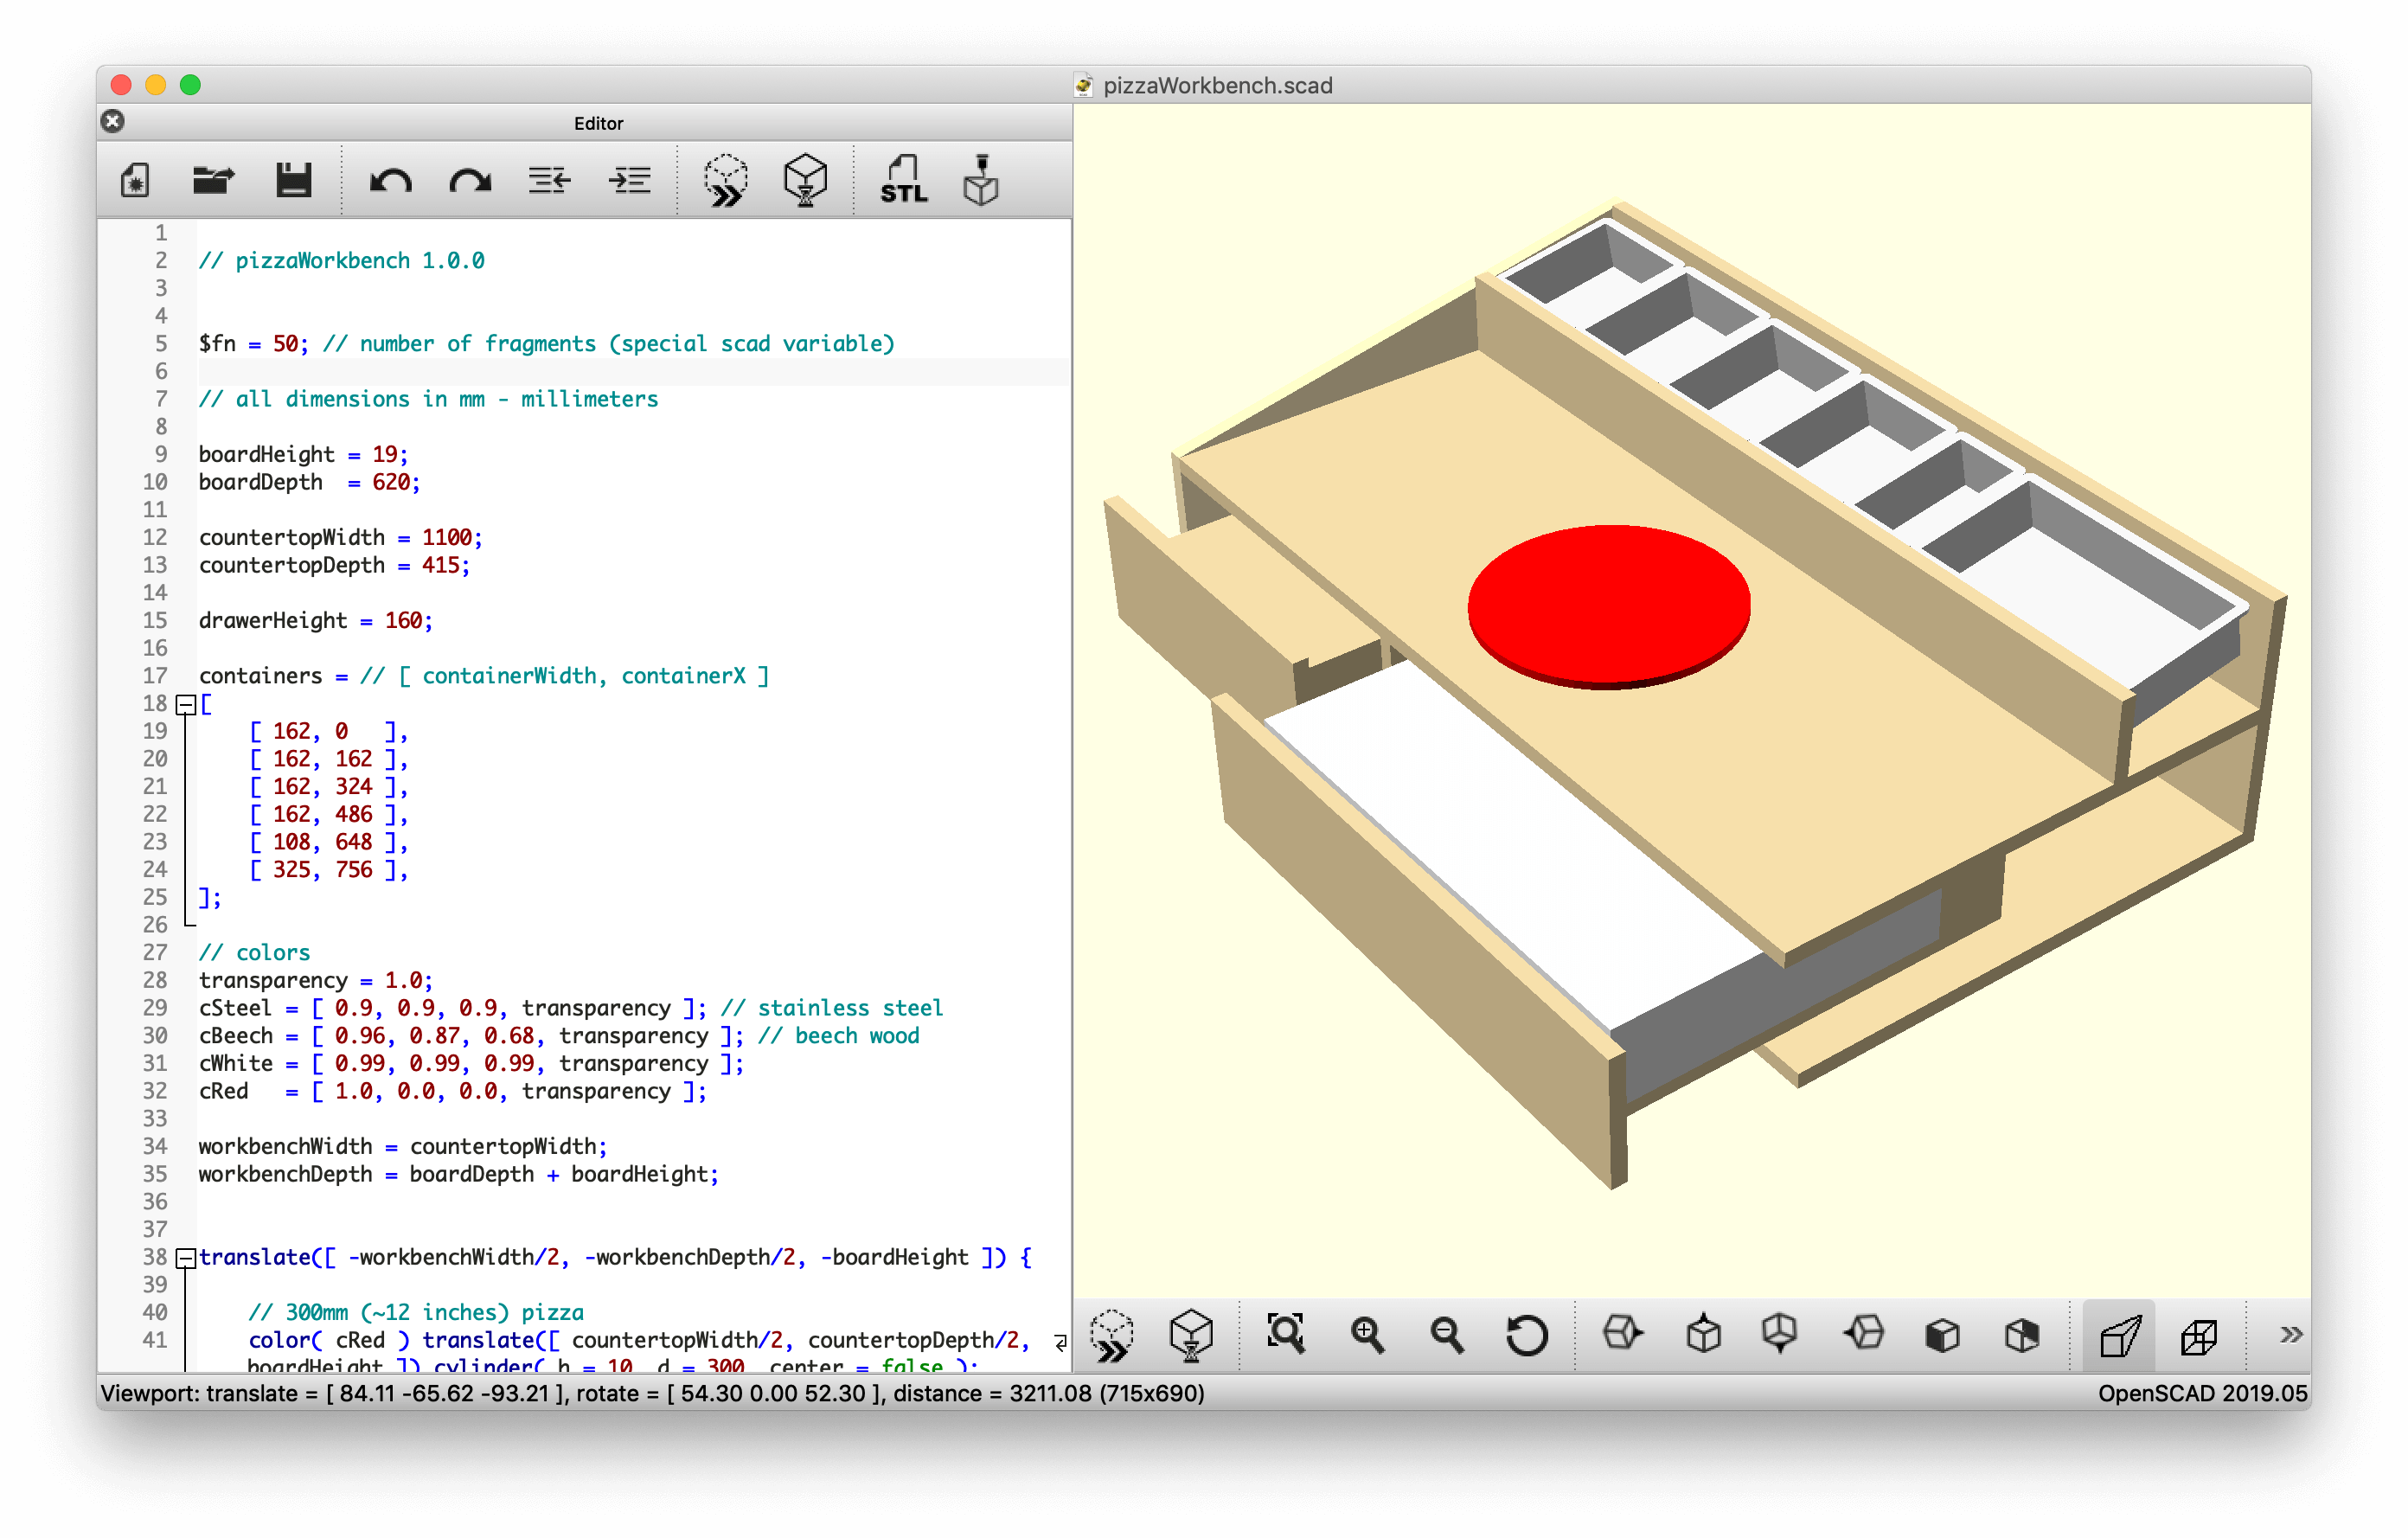 pizzaWorkbench.scad
Editor
STL
1
2 // pizzaWorkbench 1.0.0
3
4
5 $fn = 50; // number of fragments (special scad variable)
6
7 // all dimensions in mm - millimeters
8
9 boardHeight = 19;
10 boardDepth  = 620;
11
12 countertopWidth = 1100;
13 countertopDepth = 415;
14
15 drawerHeight = 160;
16
17 containers = // [ containerWidth, containerX ]
18 [
19     [ 162, 0   ],
20     [ 162, 162 ],
21     [ 162, 324 ],
22     [ 162, 486 ],
23     [ 108, 648 ],
24     [ 325, 756 ],
25 ];
26
27 // colors
28 transparency = 1.0;
29 cSteel = [ 0.9, 0.9, 0.9, transparency ]; // stainless steel
30 cBeech = [ 0.96, 0.87, 0.68, transparency ]; // beech wood
31 cWhite = [ 0.99, 0.99, 0.99, transparency ];
32 cRed   = [ 1.0, 0.0, 0.0, transparency ];
33
34 workbenchWidth = countertopWidth;
35 workbenchDepth = boardDepth + boardHeight;
36
37
38 translate([ -workbenchWidth/2, -workbenchDepth/2, -boardHeight ]) {
39
40     // 300mm (~12 inches) pizza
41     color( cRed ) translate([ countertopWidth/2, countertopDepth/2,
boardHeight ]) cylinder( h = 10, d = 300, center = false );
Viewport: translate = [ 84.11 -65.62 -93.21 ], rotate = [ 54.30 0.00 52.30 ], distance = 3211.08 (715x690)
OpenSCAD 2019.05